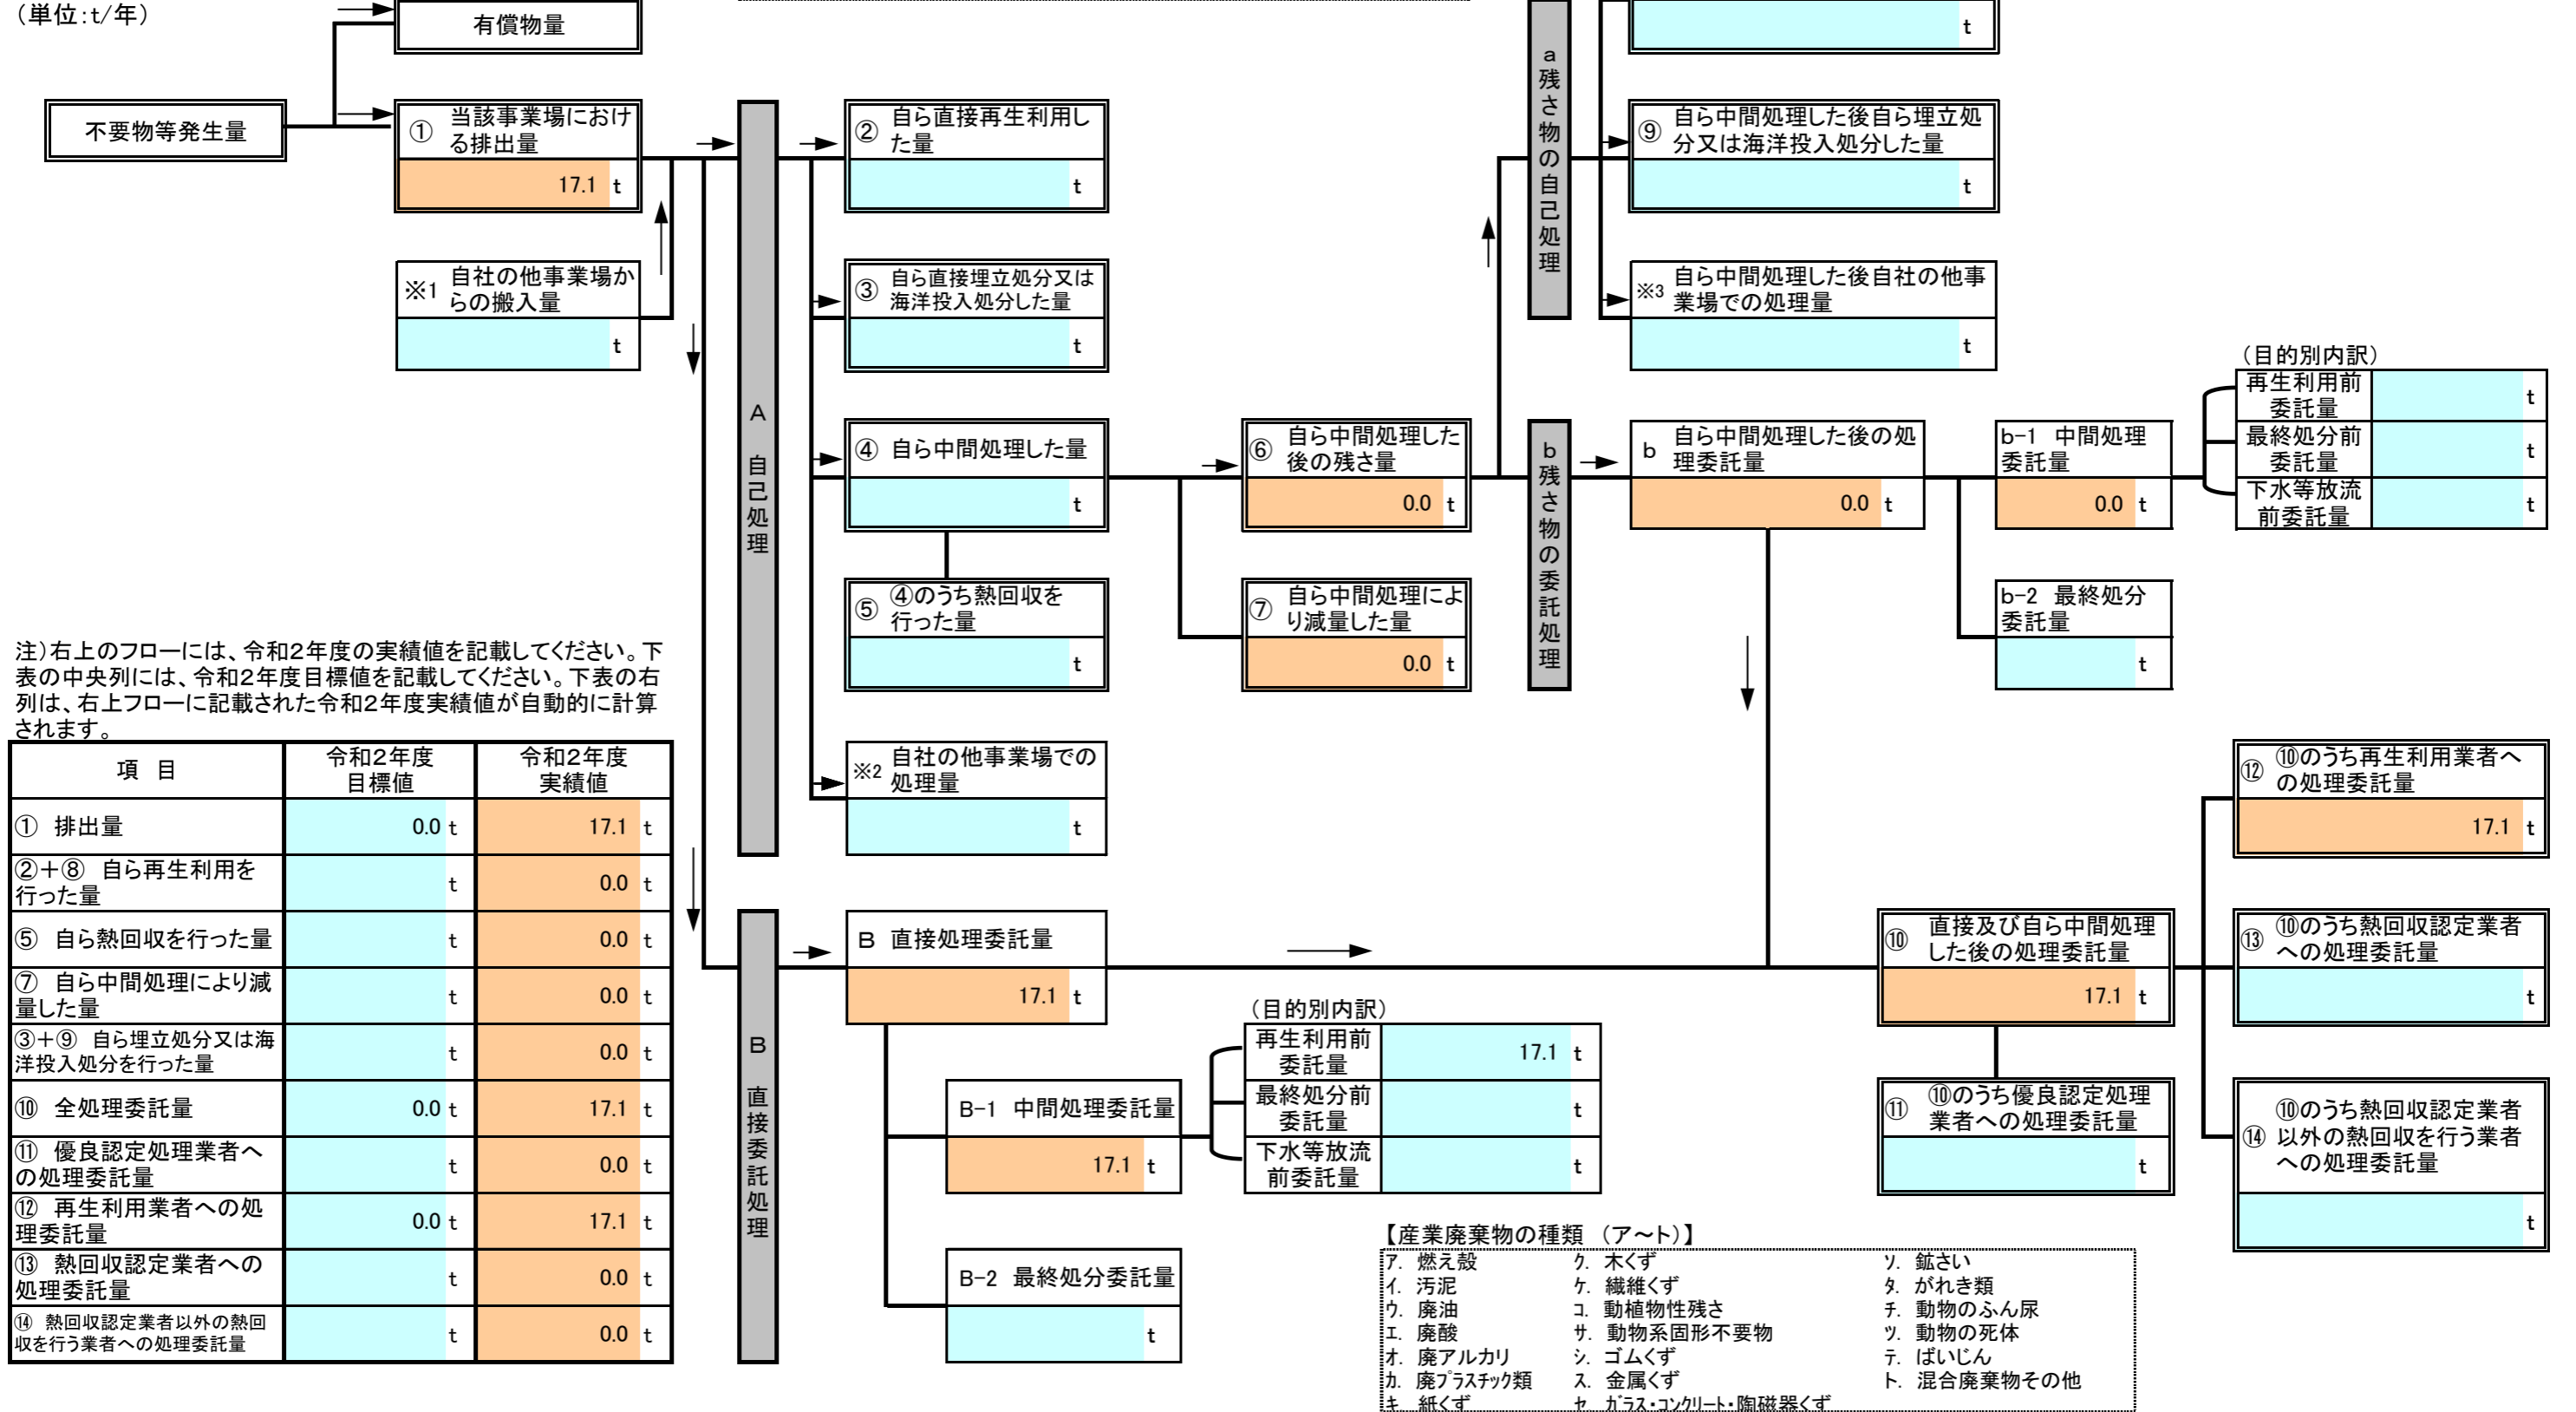 （単位:t/年）
有償物量
t
不要物等発生量
① 当該事業場におけ
る排出量
17.1 t
※1 自社の他事業場か
らの搬入量
t
A 自己処理
② 自ら直接再生利用し
た量
t
③ 自ら直接埋立処分又は
海洋投入処分した量
t
④ 自ら中間処理した量
t
⑤ ④のうち熱回収を
行った量
t
※2 自社の他事業場での
処理量
t
⑥ 自ら中間処理した
後の残さ量
0.0 t
⑦ 自ら中間処理によ
り減量した量
0.0 t
a残さ物の自己処理
⑨ 自ら中間処理した後自ら埋立処
分又は海洋投入処分した量
t
※3 自ら中間処理した後自社の他事
業場での処理量
t
b残さ物の委託処理
b 自ら中間処理した後の処
理委託量
0.0 t
b-1 中間処理
委託量
0.0 t
（目的別内訳）
再生利用前
委託量
t
最終処分前
委託量
t
下水等放流
前委託量
t
b-2 最終処分
委託量
t
注）右上のフローには、令和2年度の実績値を記載してください。下
表の中央列には、令和2年度目標値を記載してください。下表の右
列は、右上フローに記載された令和2年度実績値が自動的に計算
されます。
項 目
令和2年度
目標値
令和2年度
実績値
① 排出量 0.0 t 17.1 t
②＋⑧ 自ら再生利用を
行った量
t 0.0 t
⑤ 自ら熱回収を行った量 t 0.0 t
⑦ 自ら中間処理により減
量した量
t 0.0 t
③＋⑨ 自ら埋立処分又は海
洋投入処分を行った量
t 0.0 t
⑩ 全処理委託量 0.0 t 17.1 t
⑪ 優良認定処理業者へ
の処理委託量
t 0.0 t
⑫ 再生利用業者への処
理委託量
0.0 t 17.1 t
⑬ 熱回収認定業者への
処理委託量
t 0.0 t
⑭ 熱回収認定業者以外の熱回
収を行う業者への処理委託量
t 0.0 t
B 直接委託処理
B 直接処理委託量
17.1 t
B-1 中間処理委託量
17.1 t
（目的別内訳）
再生利用前
委託量
17.1 t
最終処分前
委託量
t
下水等放流
前委託量
t
B-2 最終処分委託量
t
⑩ 直接及び自ら中間処理
した後の処理委託量
17.1 t
⑪ ⑩のうち優良認定処理
業者への処理委託量
t
⑫ ⑩のうち再生利用業者へ
の処理委託量
17.1 t
⑬ ⑩のうち熱回収認定業者
への処理委託量
t
⑭ ⑩のうち熱回収認定業者
以外の熱回収を行う業者
への処理委託量
t
【産業廃棄物の種類 （ア～ト）】
ｱ. 燃え殻 ｸ. 木くず ｿ. 鉱さい
ｲ. 汚泥 ｹ. 繊維くず ﾀ. がれき類
ｳ. 廃油 ｺ. 動植物性残さ ﾁ. 動物のふん尿
ｴ. 廃酸 ｻ. 動物系固形不要物 ﾂ. 動物の死体
ｵ. 廃アルカリ ｼ. ゴムくず ﾃ. ばいじん
ｶ. 廃ﾌﾟﾗｽﾁｯｸ類 ｽ. 金属くず ﾄ. 混合廃棄物その他
ｷ 紙くず ｾ ｶﾞﾗｽ・ｺﾝｸﾘｰﾄ・陶磁器くず